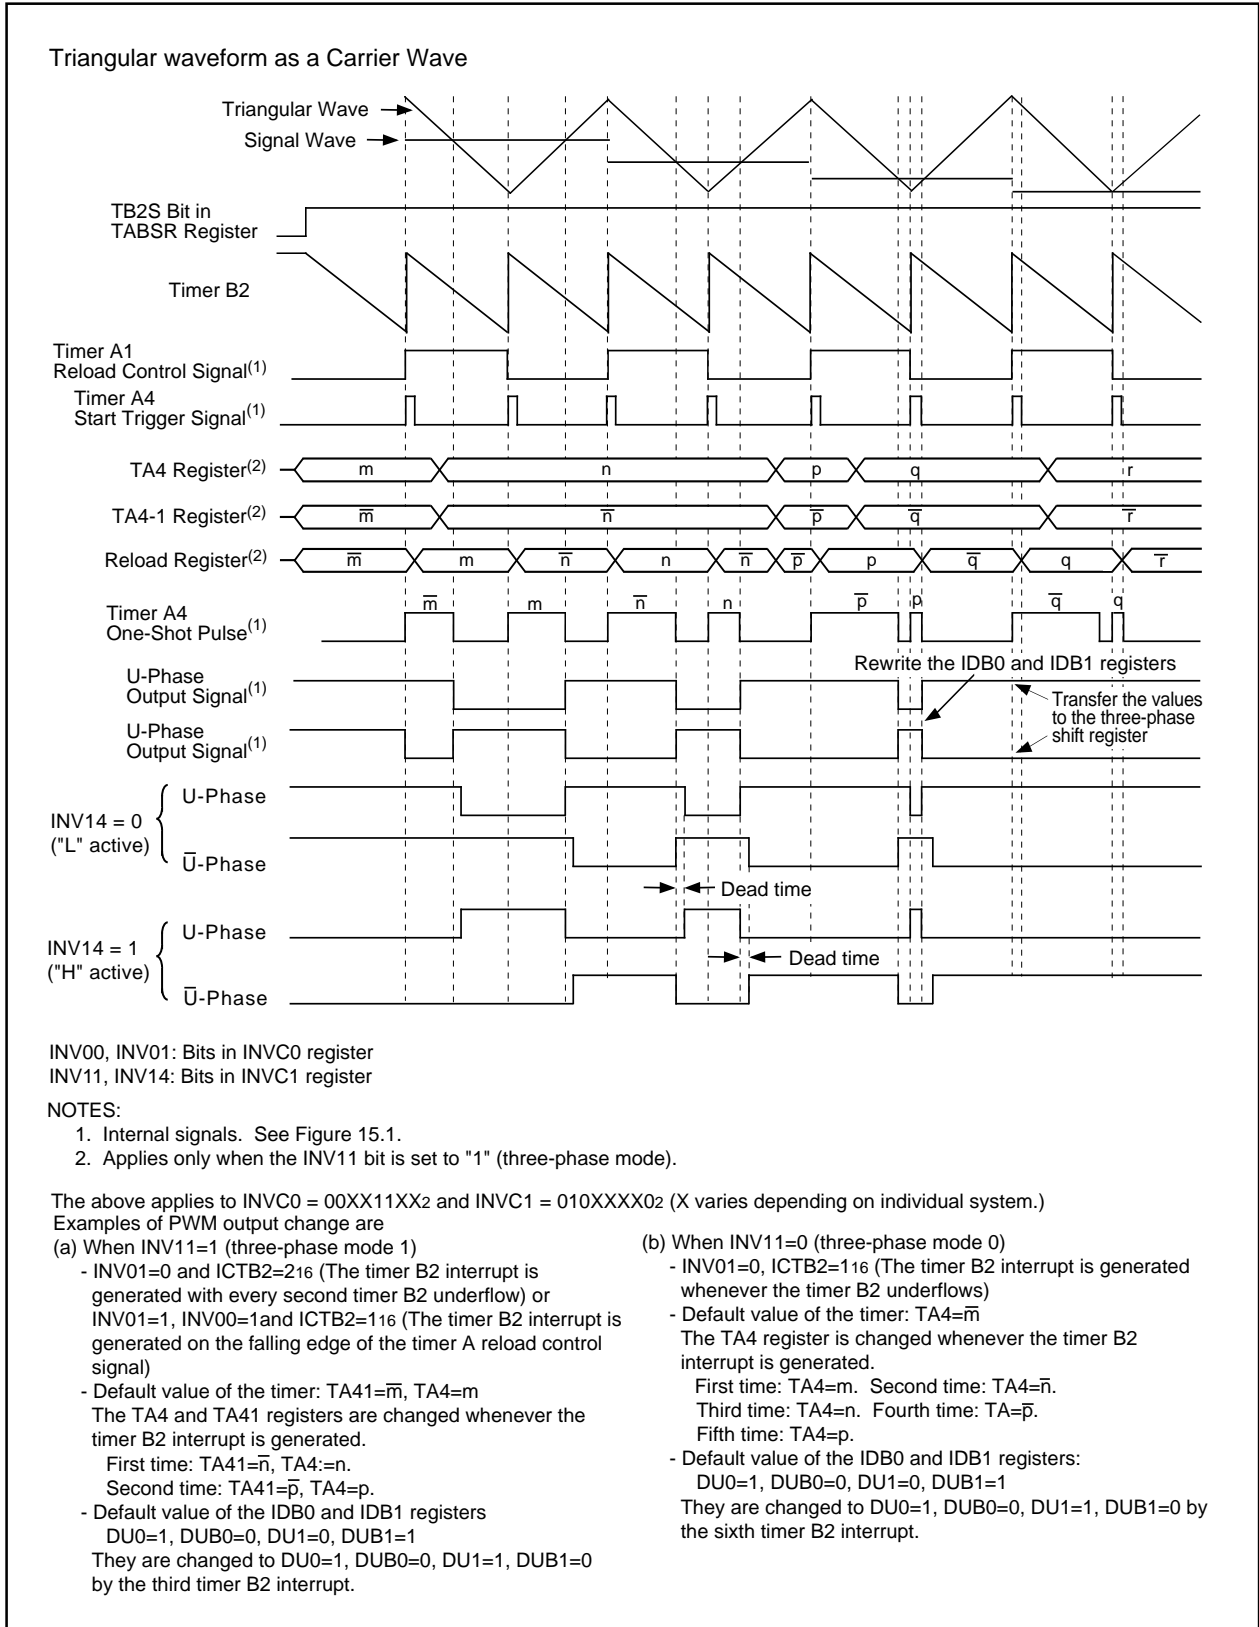 Triangular waveform as a Carrier Wave
Triangular Wave
Signal Wave
TB2S Bit in
TABSR Register
Timer B2
Timer A1
Reload Control Signal(1)
Timer A4
Start Trigger Signal(1)
TA4 Register(2)
m n p q r
TA4-1 Register(2)
m̅ n̅ p̅ q̅ r̅
Reload Register(2)
m̅ m n̅ n n̅ p̅ p q̅ q r̅
Timer A4
One-Shot Pulse(1)
m̅ m n̅ n p̅ p q̅ q
Rewrite the IDB0 and IDB1 registers
U-Phase
Output Signal(1)
Transfer the values
to the three-phase
shift register
U-Phase
Output Signal(1)
INV14 = 0
("L" active)
U-Phase
U̅-Phase
Dead time
INV14 = 1
("H" active)
U-Phase
Dead time
U̅-Phase
INV00, INV01: Bits in INVC0 register
INV11, INV14: Bits in INVC1 register
NOTES:
1. Internal signals. See Figure 15.1.
2. Applies only when the INV11 bit is set to "1" (three-phase mode).
The above applies to INVC0 = 00XX11XX2 and INVC1 = 010XXXX02 (X varies depending on individual system.)
Examples of PWM output change are
(a) When INV11=1 (three-phase mode 1)
- INV01=0 and ICTB2=216 (The timer B2 interrupt is
generated with every second timer B2 underflow) or
INV01=1, INV00=1and ICTB2=116 (The timer B2 interrupt is
generated on the falling edge of the timer A reload control
signal)
- Default value of the timer: TA41=m̅, TA4=m
The TA4 and TA41 registers are changed whenever the
timer B2 interrupt is generated.
First time: TA41=n̅, TA4:=n.
Second time: TA41=p̅, TA4=p.
- Default value of the IDB0 and IDB1 registers
DU0=1, DUB0=0, DU1=0, DUB1=1
They are changed to DU0=1, DUB0=0, DU1=1, DUB1=0
by the third timer B2 interrupt.
(b) When INV11=0 (three-phase mode 0)
- INV01=0, ICTB2=116 (The timer B2 interrupt is generated
whenever the timer B2 underflows)
- Default value of the timer: TA4=m̅
The TA4 register is changed whenever the timer B2
interrupt is generated.
First time: TA4=m. Second time: TA4=n̅.
Third time: TA4=n. Fourth time: TA=p̅.
Fifth time: TA4=p.
- Default value of the IDB0 and IDB1 registers:
DU0=1, DUB0=0, DU1=0, DUB1=1
They are changed to DU0=1, DUB0=0, DU1=1, DUB1=0 by
the sixth timer B2 interrupt.